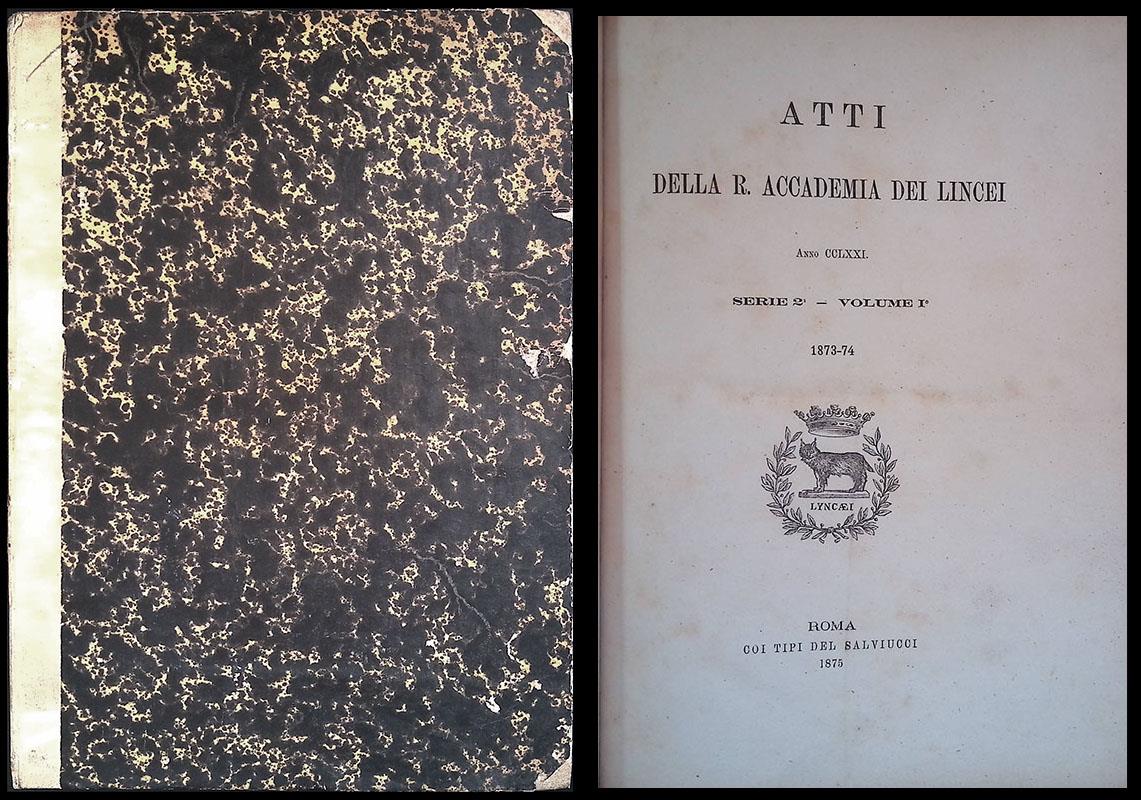 ATTI
DELLA R. ACCADEMIA DEI LINCEI
Anno CCLXXI.
SERIE 2ª — VOLUME Iº
1873-74
LYNCÆI
ROMA
COI TIPI DEL SALVIUCCI
1875